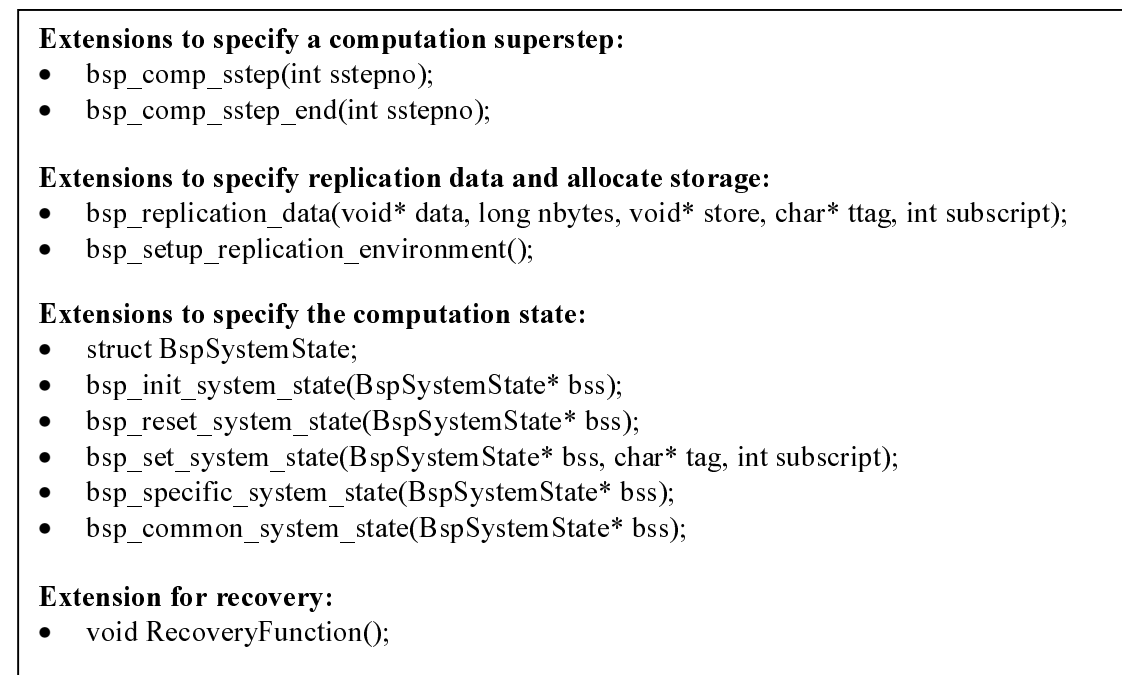 Extensions to specify a computation superstep:
• bsp_comp_sstep(int sstepno);
• bsp_comp_sstep_end(int sstepno);
Extensions to specify replication data and allocate storage:
• bsp_replication_data(void* data, long nbytes, void* store, char* ttag, int subscript);
• bsp_setup_replication_environment();
Extensions to specify the computation state:
• struct BspSystemState;
• bsp_init_system_state(BspSystemState* bss);
• bsp_reset_system_state(BspSystemState* bss);
• bsp_set_system_state(BspSystemState* bss, char* tag, int subscript);
• bsp_specific_system_state(BspSystemState* bss);
• bsp_common_system_state(BspSystemState* bss);
Extension for recovery:
• void RecoveryFunction();